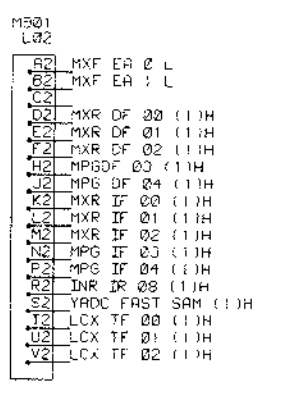 M901
L02
A2 MXF EA 0 L
B2 MXF EA 1 L
C2
D2 MXR DF 00 (1)H
E2 MXR DF 01 (1)H
F2 MXR DF 02 (1)H
H2 MPGDF 03 (1)H
J2 MPG DF 04 (1)H
K2 MXR IF 00 (1)H
L2 MXR IF 01 (1)H
M2 MXR IF 02 (1)H
N2 MPG IF 03 (1)H
P2 MPG IF 04 (1)H
R2 INR IR 08 (1)H
S2 YADC FAST SAM (1)H
T2 LCX TF 00 (1)H
U2 LCX TF 01 (1)H
V2 LCX TF 02 (1)H